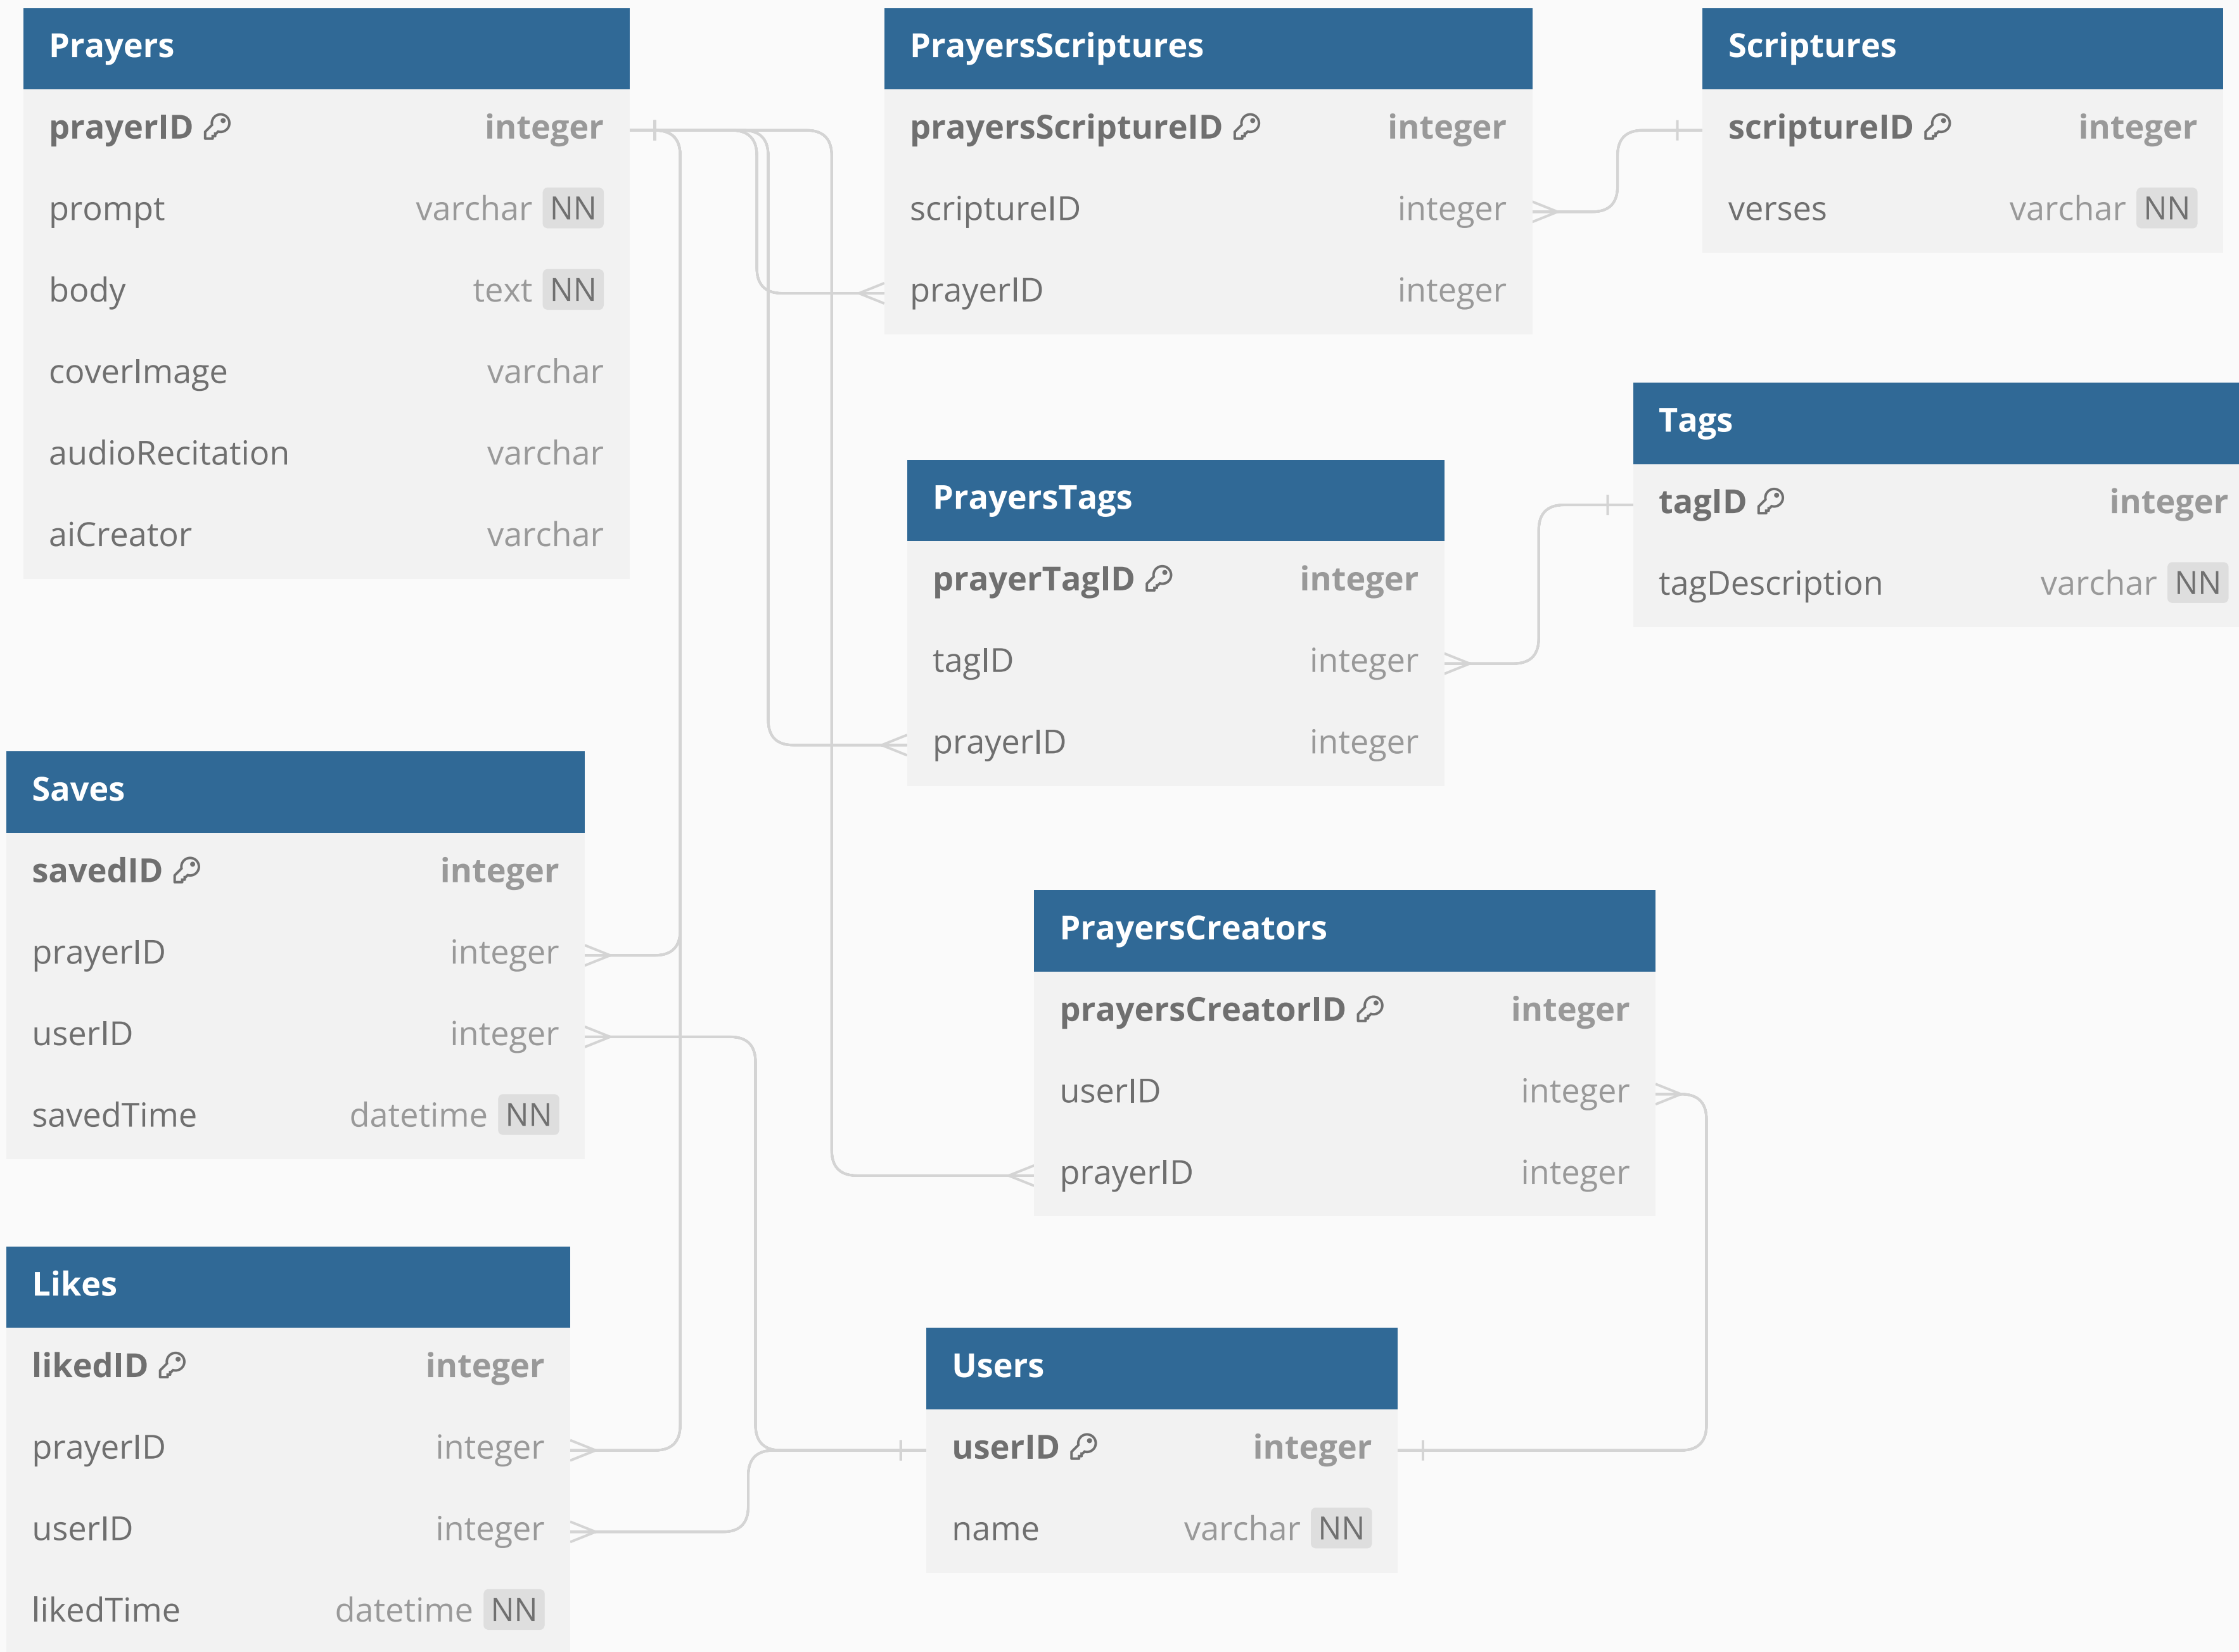 Prayers
prayerID integer
prompt varchar NN
body text NN
coverImage varchar
audioRecitation varchar
aiCreator varchar
PrayersScriptures
prayersScriptureID integer
scriptureID integer
prayerID integer
Scriptures
scriptureID integer
verses varchar NN
Tags
tagID integer
tagDescription varchar NN
PrayersTags
prayerTagID integer
tagID integer
prayerID integer
Saves
savedID integer
prayerID integer
userID integer
savedTime datetime NN
PrayersCreators
prayersCreatorID integer
userID integer
prayerID integer
Likes
likedID integer
prayerID integer
userID integer
likedTime datetime NN
Users
userID integer
name varchar NN